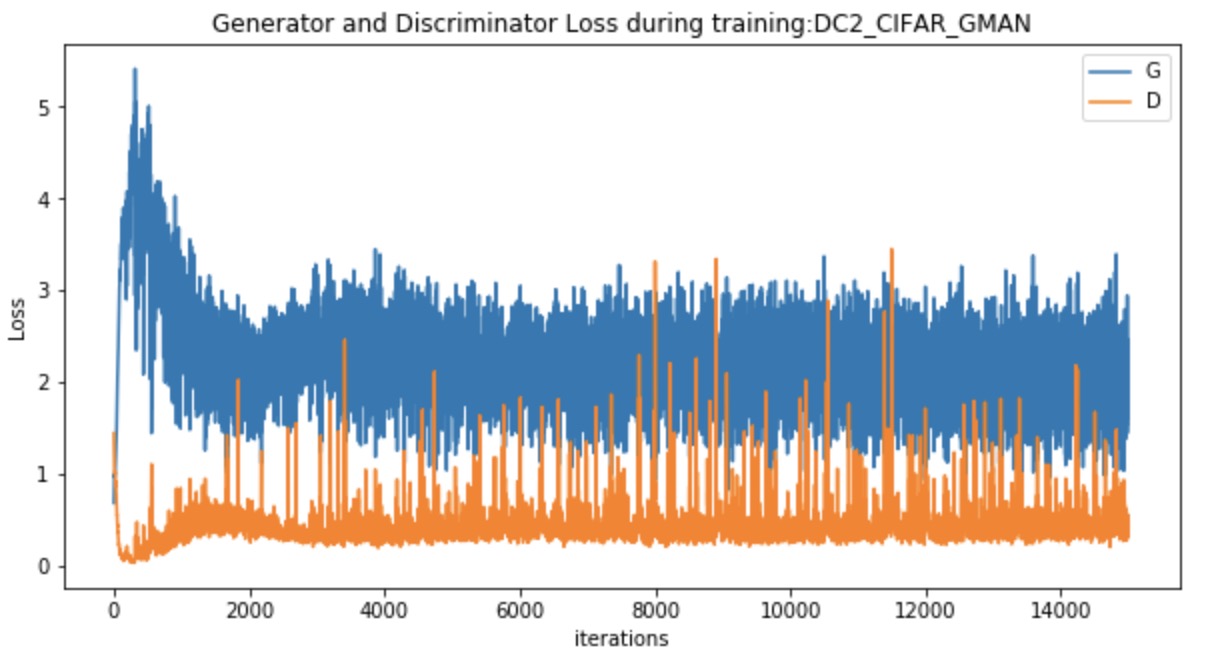 Generator and Discriminator Loss during training:DC2_CIFAR_GMAN
G
D
Loss
5
4
3
2
1
0
0 2000 4000 6000 8000 10000 12000 14000
iterations